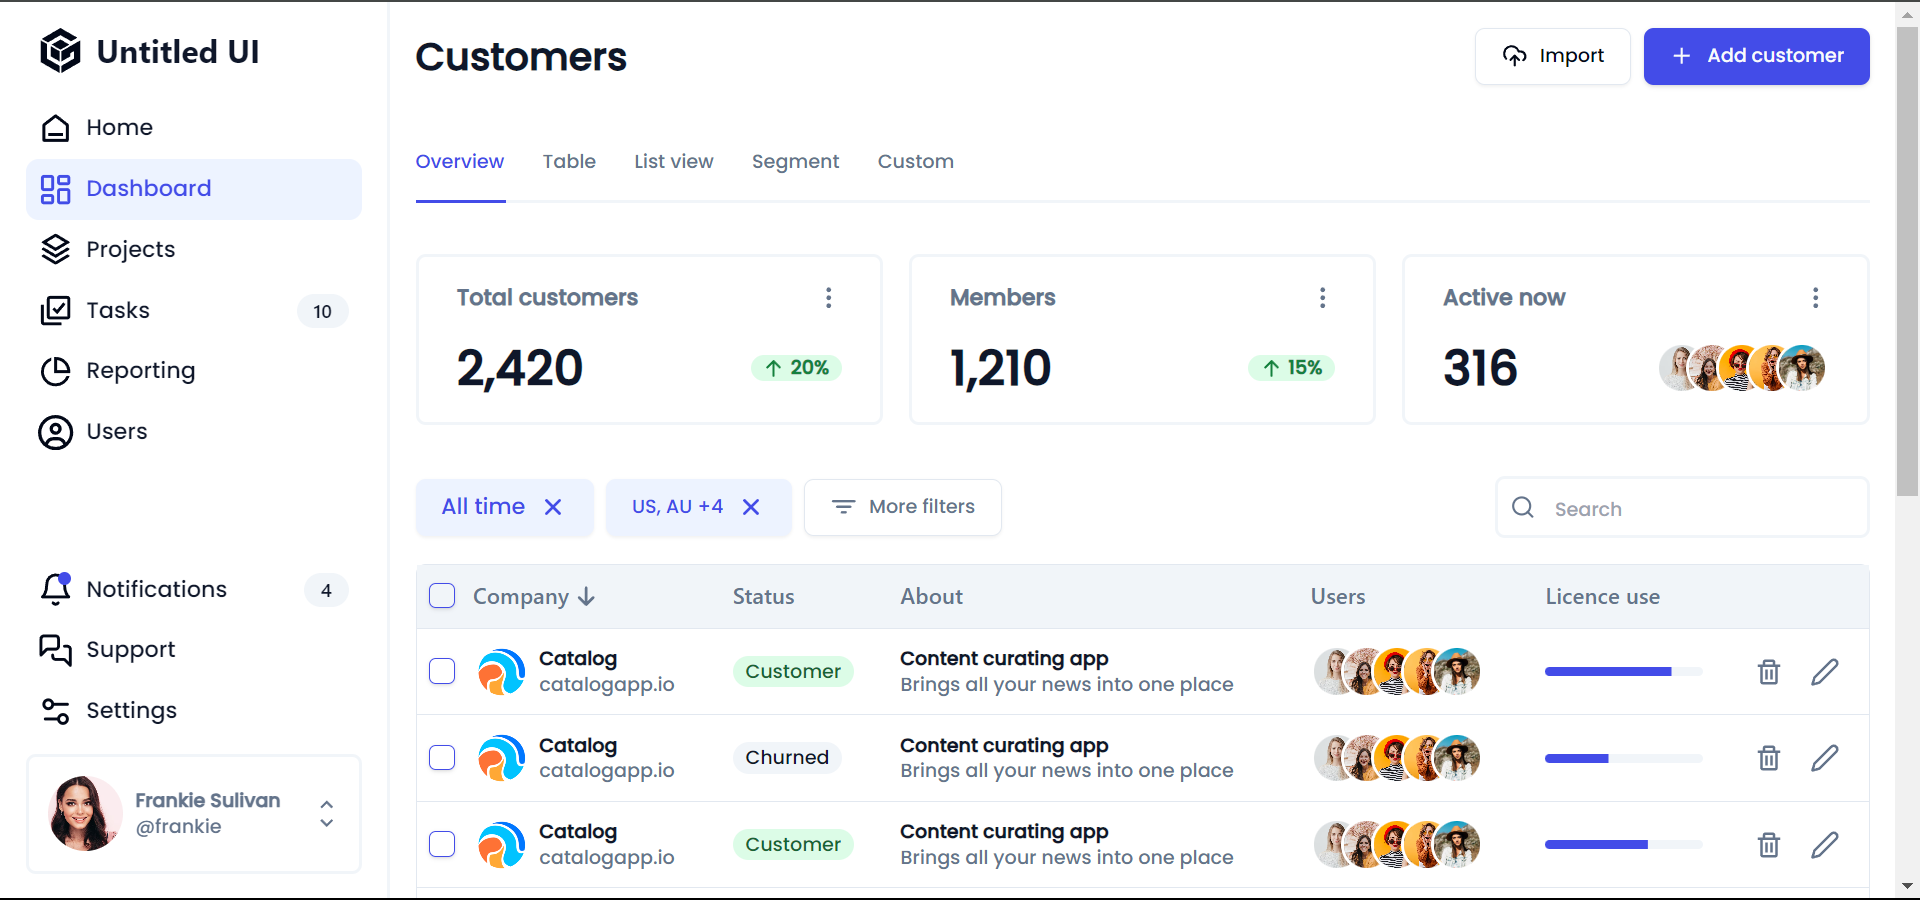 Untitled UI
Home
Dashboard
Projects
Tasks 10
Reporting
Users
Notifications 4
Support
Settings
Frankie Sulivan
@frankie
Customers
Import
Add customer
Overview Table List view Segment Custom
Total customers
2,420 20%
Members
1,210 15%
Active now
316
All time US, AU +4 More filters Search
Company Status About Users Licence use
Catalog
catalogapp.io
Customer
Content curating app
Brings all your news into one place
Catalog
catalogapp.io
Churned
Content curating app
Brings all your news into one place
Catalog
catalogapp.io
Customer
Content curating app
Brings all your news into one place